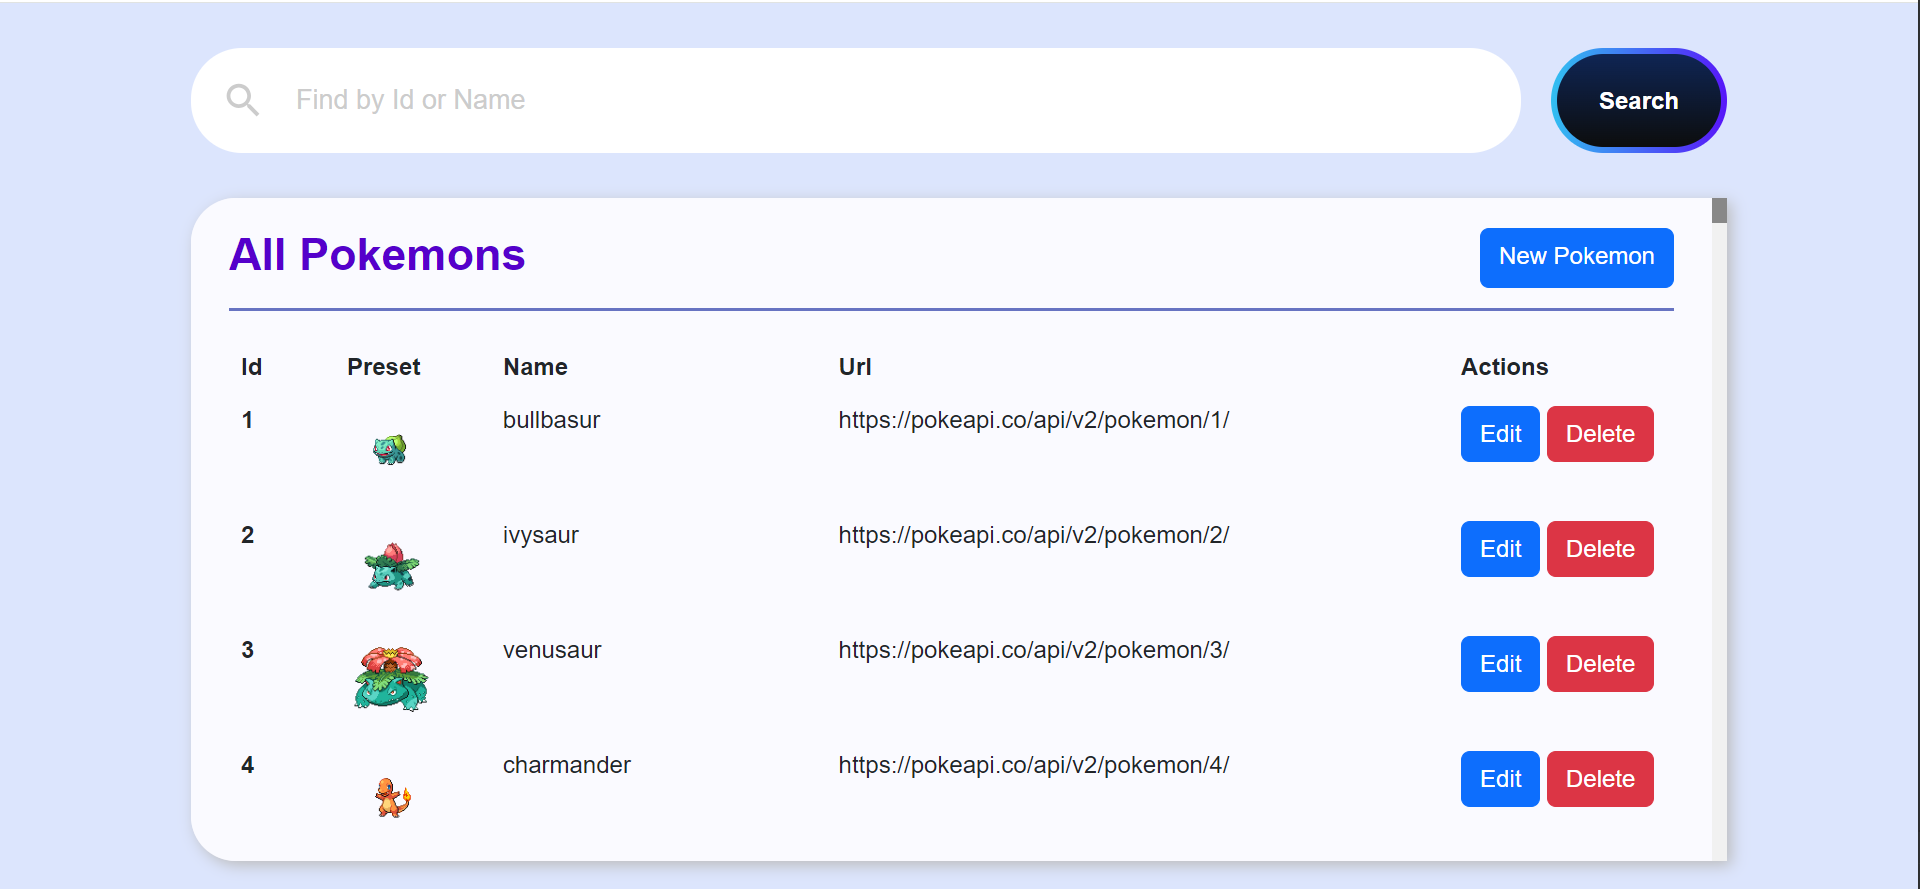 Find by Id or Name
Search
All Pokemons
New Pokemon
Id Preset Name Url Actions
1 bullbasur https://pokeapi.co/api/v2/pokemon/1/ Edit Delete
2 ivysaur https://pokeapi.co/api/v2/pokemon/2/ Edit Delete
3 venusaur https://pokeapi.co/api/v2/pokemon/3/ Edit Delete
4 charmander https://pokeapi.co/api/v2/pokemon/4/ Edit Delete